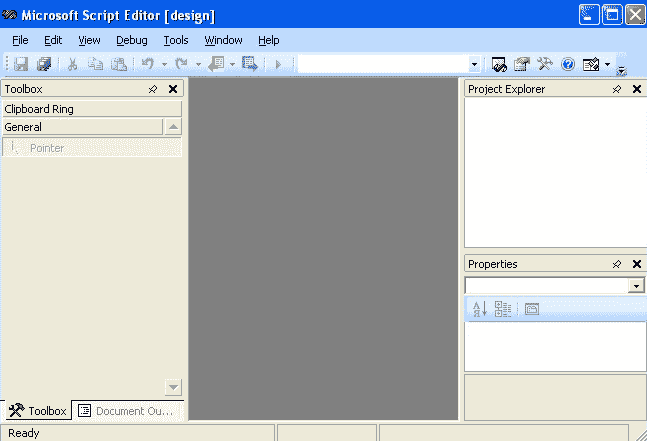 Microsoft Script Editor [design]
File Edit View Debug Tools Window Help
Toolbox
Clipboard Ring
General
Pointer
Toolbox Document Ou...
Project Explorer
Properties
Ready